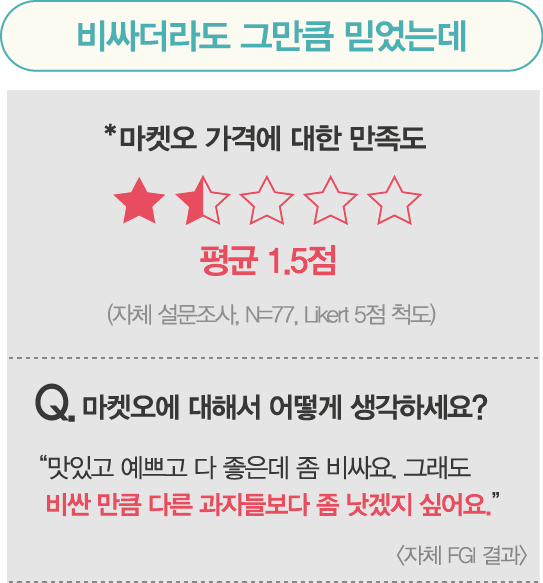 비싸더라도 그만큼 믿었는데
*마켓오 가격에 대한 만족도
평균 1.5점
(자체 설문조사, N=77, Likert 5점 척도)
Q. 마켓오에 대해서 어떻게 생각하세요?
“맛있고 예쁘고 다 좋은데 좀 비싸요. 그래도
비싼 만큼 다른 과자들보다 좀 낫겠지 싶어요.”
<자체 FGI 결과>